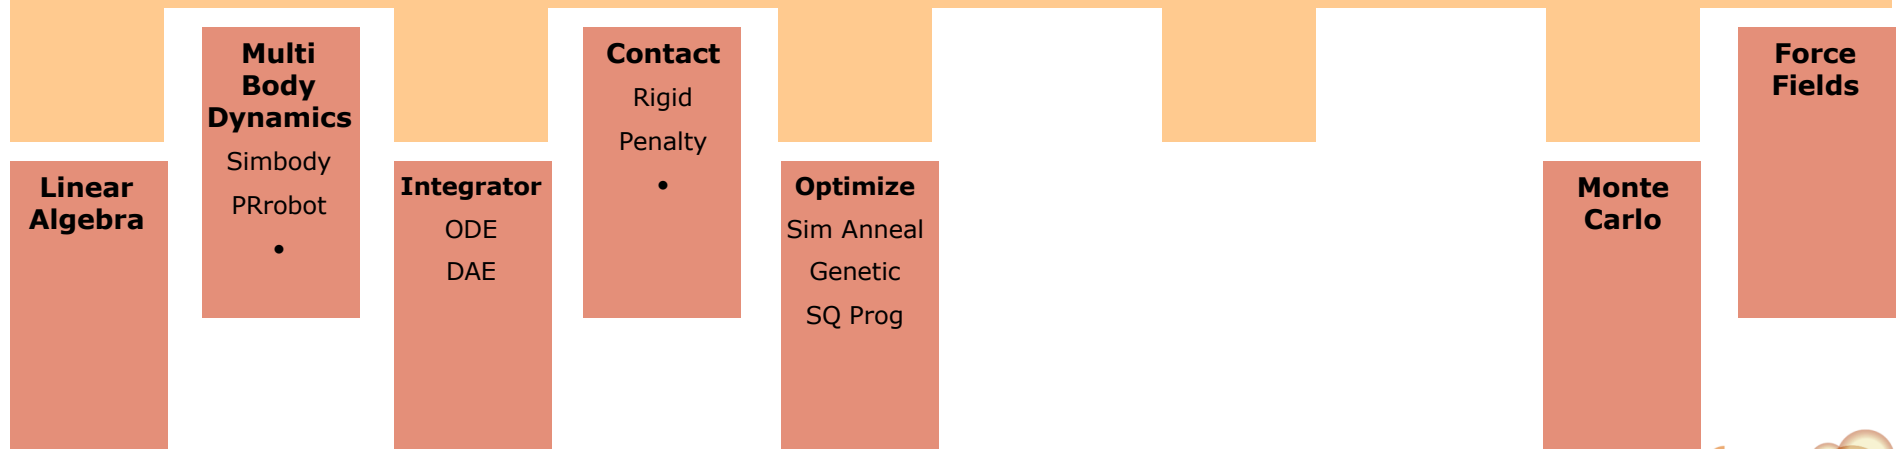 Linear
Algebra
Multi
Body
Dynamics
Simbody
PRrobot
•
Integrator
ODE
DAE
Contact
Rigid
Penalty
•
Optimize
Sim Anneal
Genetic
SQ Prog
Monte
Carlo
Force
Fields